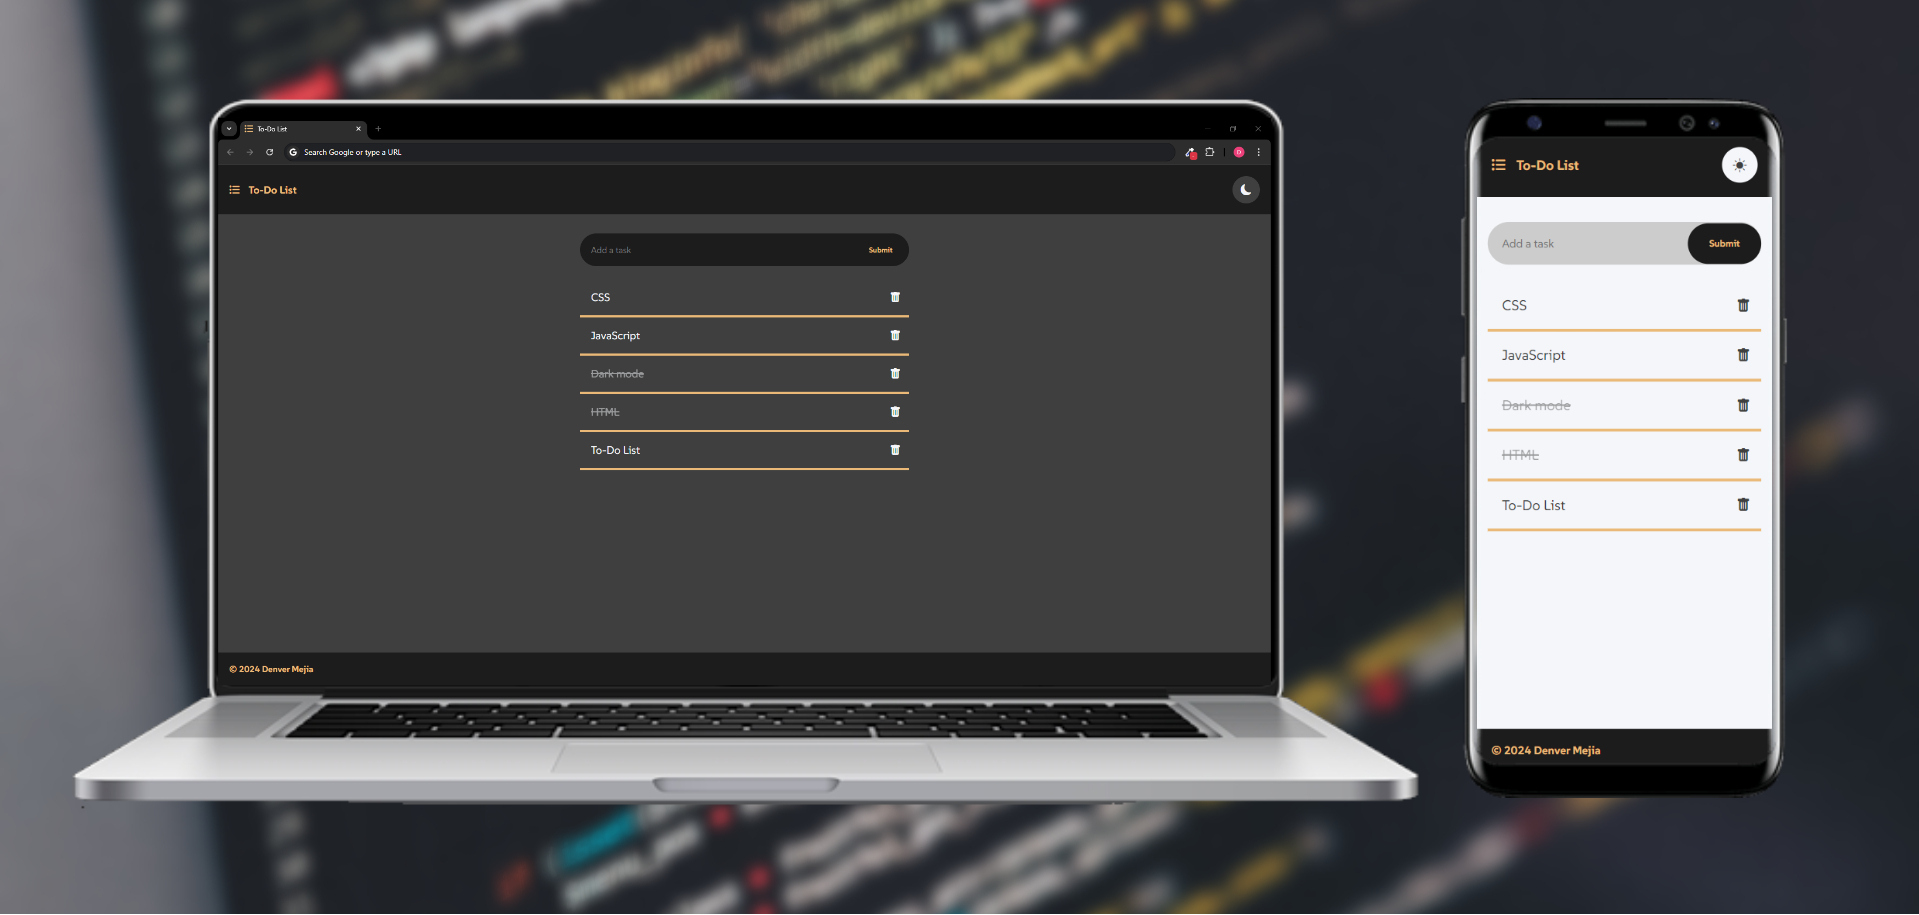 To-Do List
Search Google or type a URL
To-Do List
Add a task
Submit
CSS
JavaScript
Dark mode
HTML
To-Do List
© 2024 Denver Mejia
To-Do List
Add a task
Submit
CSS
JavaScript
Dark mode
HTML
To-Do List
© 2024 Denver Mejia